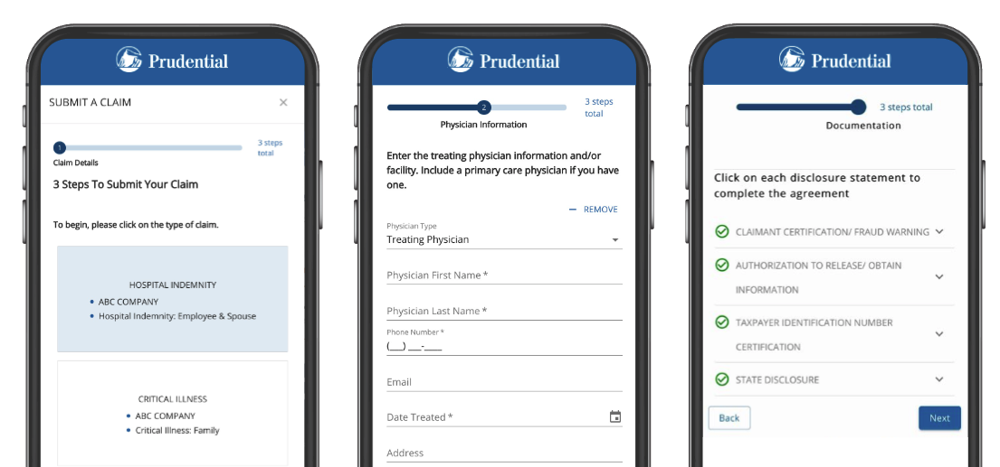 Prudential
SUBMIT A CLAIM ×
1
3 steps
total
Claim Details
3 Steps To Submit Your Claim
To begin, please click on the type of claim.
HOSPITAL INDEMNITY
• ABC COMPANY
• Hospital Indemnity: Employee & Spouse
CRITICAL ILLNESS
• ABC COMPANY
• Critical Illness: Family
Prudential
2
3 steps
total
Physician Information
Enter the treating physician information and/or
facility. Include a primary care physician if you have
one.
— REMOVE
Physician Type
Treating Physician
Physician First Name *
Physician Last Name *
Phone Number *
(__) __-____
Email
Date Treated *
Address
Prudential
3 steps total
Documentation
Click on each disclosure statement to
complete the agreement
CLAIMANT CERTIFICATION/ FRAUD WARNING
AUTHORIZATION TO RELEASE/ OBTAIN
INFORMATION
TAXPAYER IDENTIFICATION NUMBER
CERTIFICATION
STATE DISCLOSURE
Back
Next